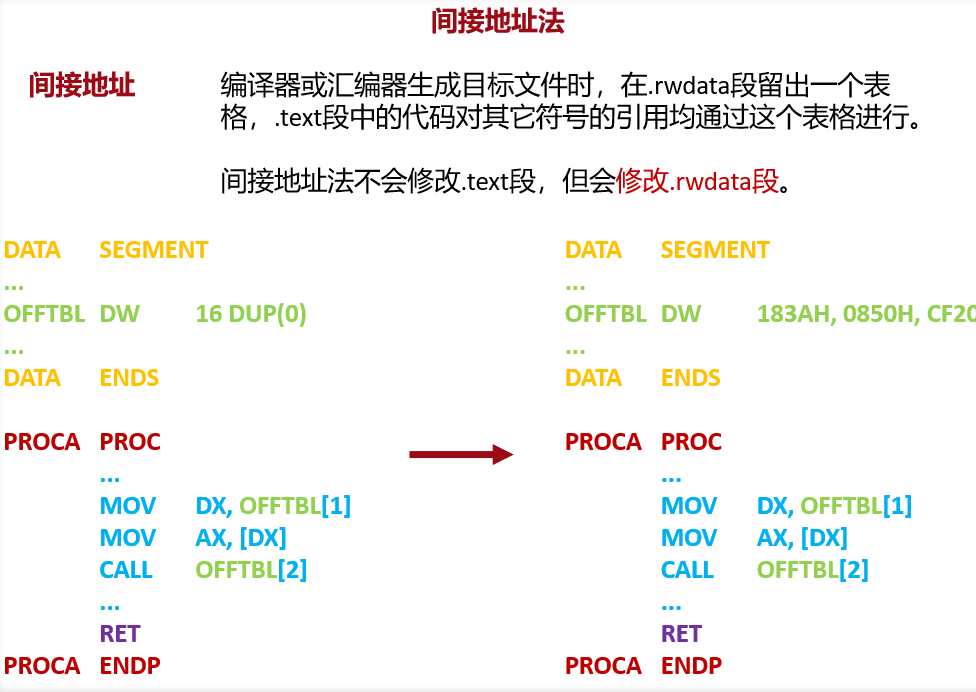 间接地址法
间接地址 编译器或汇编器生成目标文件时，在.rwdata段留出一个表
格，.text段中的代码对其它符号的引用均通过这个表格进行。
间接地址法不会修改.text段，但会修改.rwdata段。
DATA SEGMENT
...
OFFTBL DW 16 DUP(0)
...
DATA ENDS
PROCA PROC
...
MOV DX, OFFTBL[1]
MOV AX, [DX]
CALL OFFTBL[2]
...
RET
PROCA ENDP
DATA SEGMENT
...
OFFTBL DW 183AH, 0850H, CF20
...
DATA ENDS
PROCA PROC
...
MOV DX, OFFTBL[1]
MOV AX, [DX]
CALL OFFTBL[2]
...
RET
PROCA ENDP